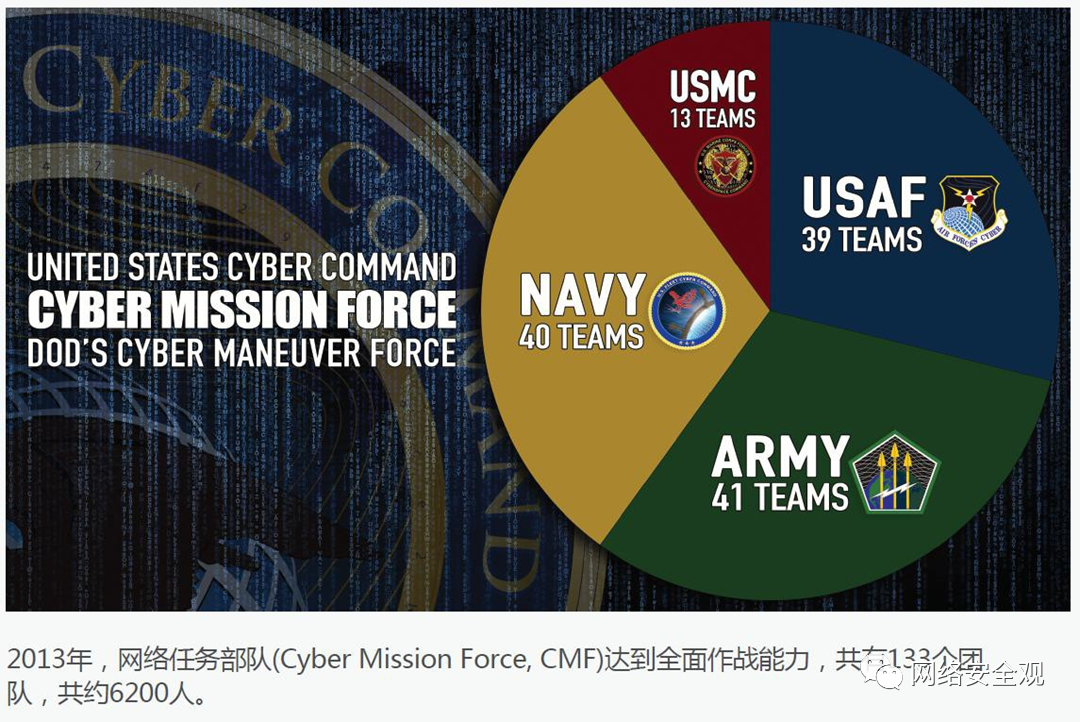 CYBER COMMAND
UNITED STATES CYBER COMMAND
CYBER MISSION FORCE
DOD'S CYBER MANEUVER FORCE
USMC
13 TEAMS
USAF
39 TEAMS
AIR FORCES CYBER
NAVY
40 TEAMS
U.S. FLEET CYBER COMMAND
ARMY
41 TEAMS
2013年，网络任务部队(Cyber Mission Force, CMF)达到全面作战能力，共有133个团
队，共约6200人。
网络安全观